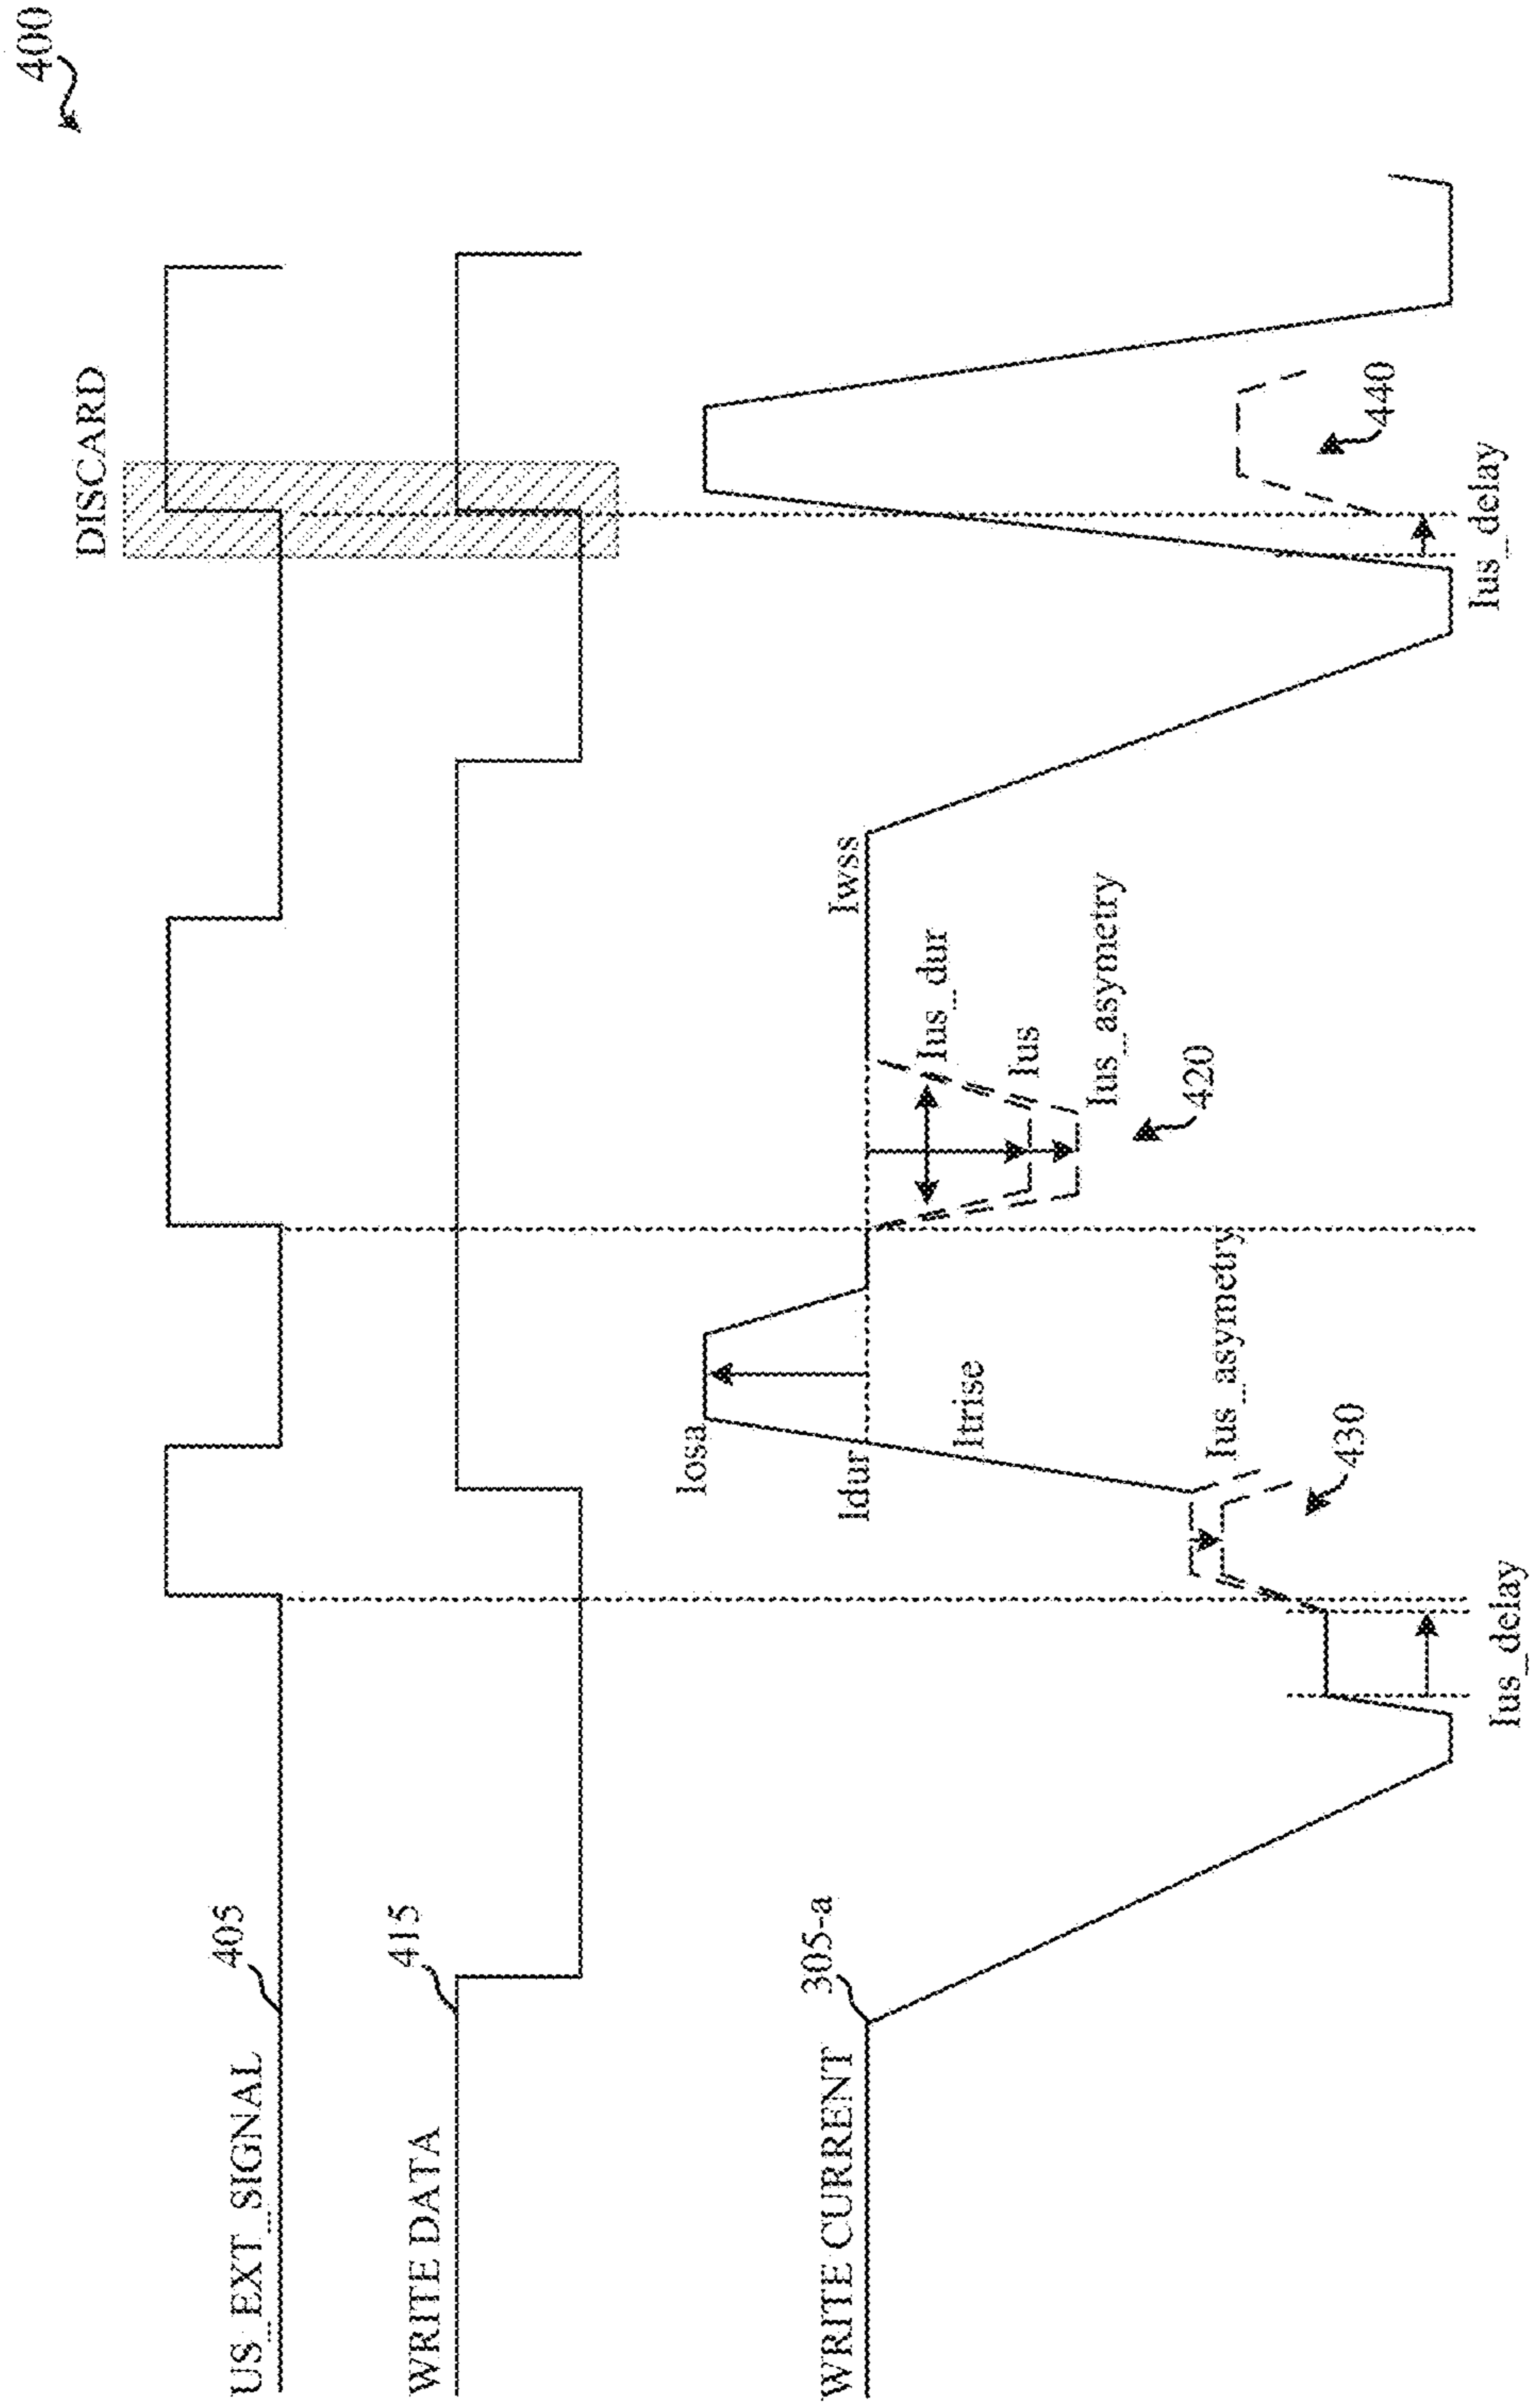 400
DISCARD
US_EXT_SIGNAL
405
WRITE DATA
415
WRITE CURRENT
305-a
Iosa
Idur
Itrise
Iwss
Ius_dur
Ius
Ius_asymetry
420
Ius_asymetry
430
440
Ius_delay
Ius_delay